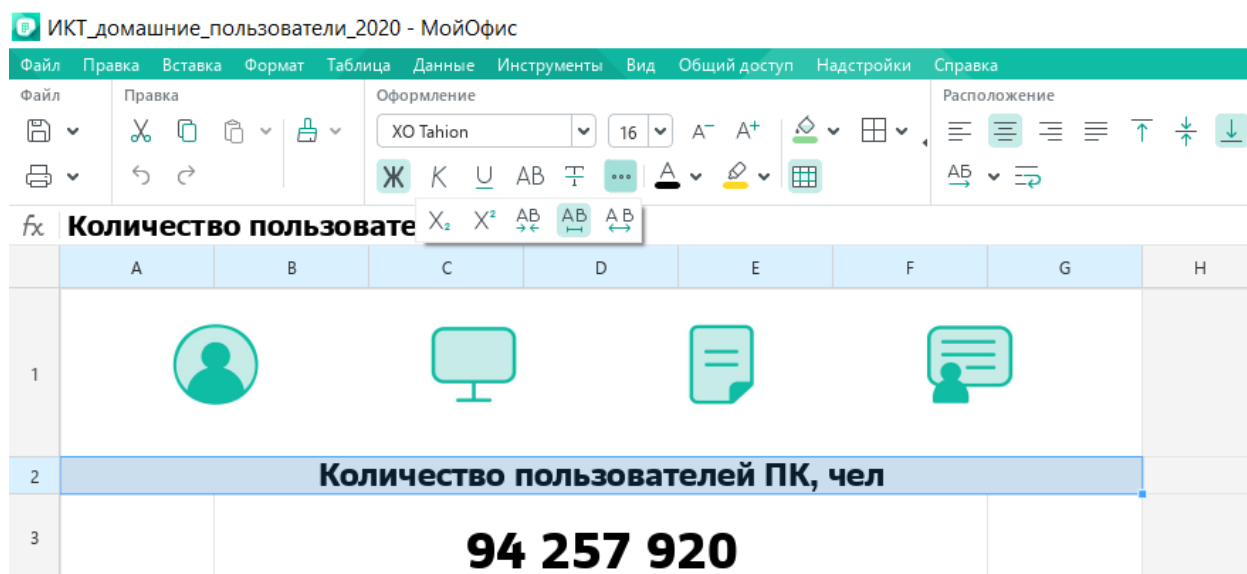 ИКТ_домашние_пользователи_2020 - МойОфис
Файл Правка Вставка Формат Таблица Данные Инструменты Вид Общий доступ Надстройки Справка
Файл Правка Оформление Расположение
XO Tahion 16 A⁻ A⁺
Ж К Ч АВ Т ... А АБ
fx Количество пользовате X₂ X² АВ АВ А В
A B C D E F G H
1
2 Количество пользователей ПК, чел
3 94 257 920